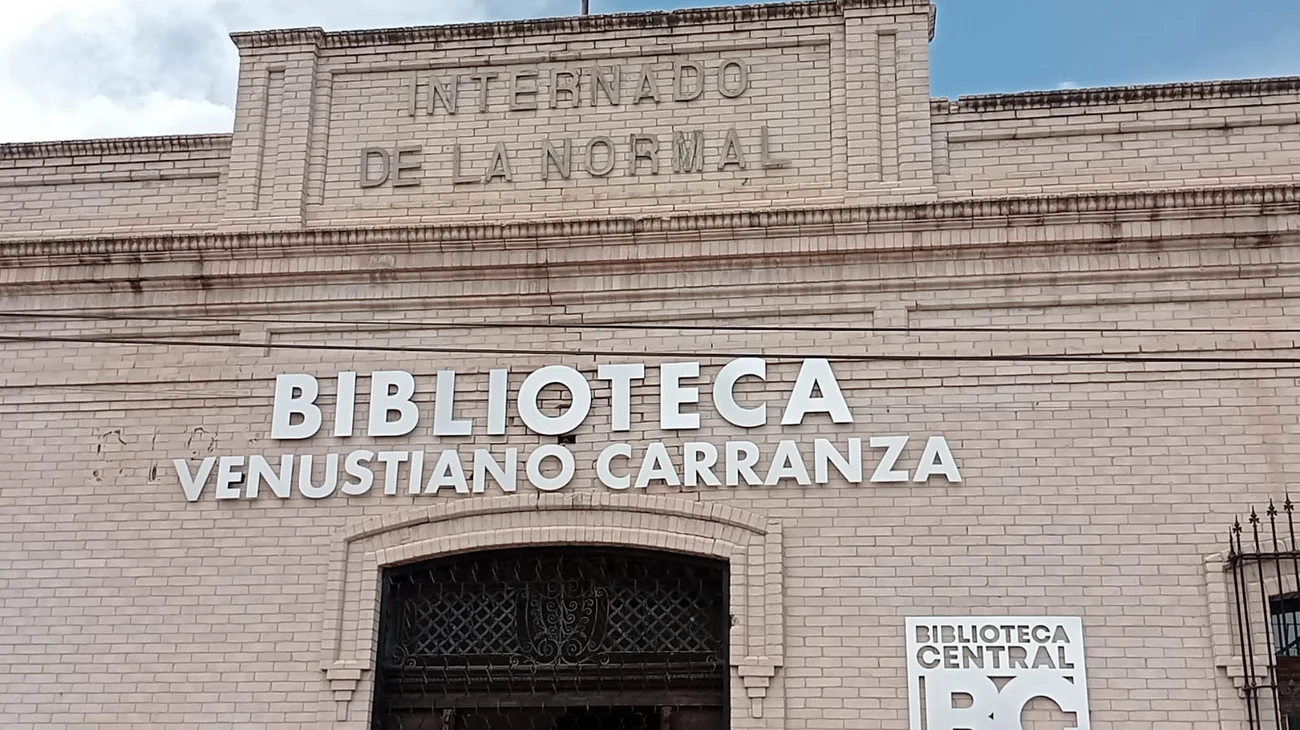 INTERNADO
DE LA NORMAL
BIBLIOTECA
VENUSTIANO CARRANZA
BIBLIOTECA
CENTRAL